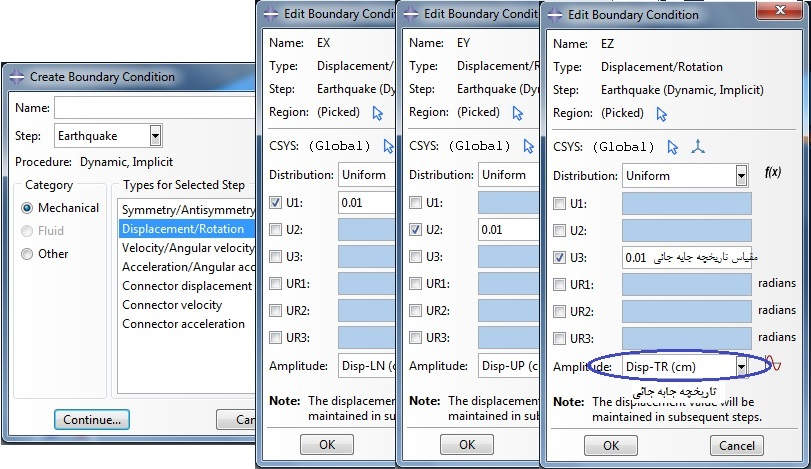 Create Boundary Condition
Name:
Step: Earthquake
Procedure: Dynamic, Implicit
Category
Mechanical
Fluid
Other
Types for Selected Step
Symmetry/Antisymmetry
Displacement/Rotation
Velocity/Angular velocity
Acceleration/Angular acc
Connector displacement
Connector velocity
Connector acceleration
Continue...
Can
Edit Boundary Condition
Name: EX
Type: Displacement/
Step: Earthquake (Dy
Region: (Picked)
CSYS: (Global)
Distribution: Uniform
U1: 0.01
U2:
U3:
UR1:
UR2:
UR3:
Amplitude: Disp-LN (c
Note: The displacem
maintained in
OK
Edit Boundary Condition
Name: EY
Type: Displacement/
Step: Earthquake (Dy
Region: (Picked)
CSYS: (Global)
Distribution: Uniform
U1:
U2: 0.01
U3:
UR1:
UR2:
UR3:
Amplitude: Disp-UP (c
Note: The displacem
maintained in sub
OK
Edit Boundary Condition
Name: EZ
Type: Displacement/Rotation
Step: Earthquake (Dynamic, Implicit)
Region: (Picked)
CSYS: (Global)
Distribution: Uniform f(x)
U1:
U2:
U3: 0.01 مقیاس تاریخچه جابه جائی
UR1: radians
UR2: radians
UR3: radians
Amplitude: Disp-TR (cm)
تاریخچه جابه جائی
Note: The displacement value will be
maintained in subsequent steps.
OK
Cancel